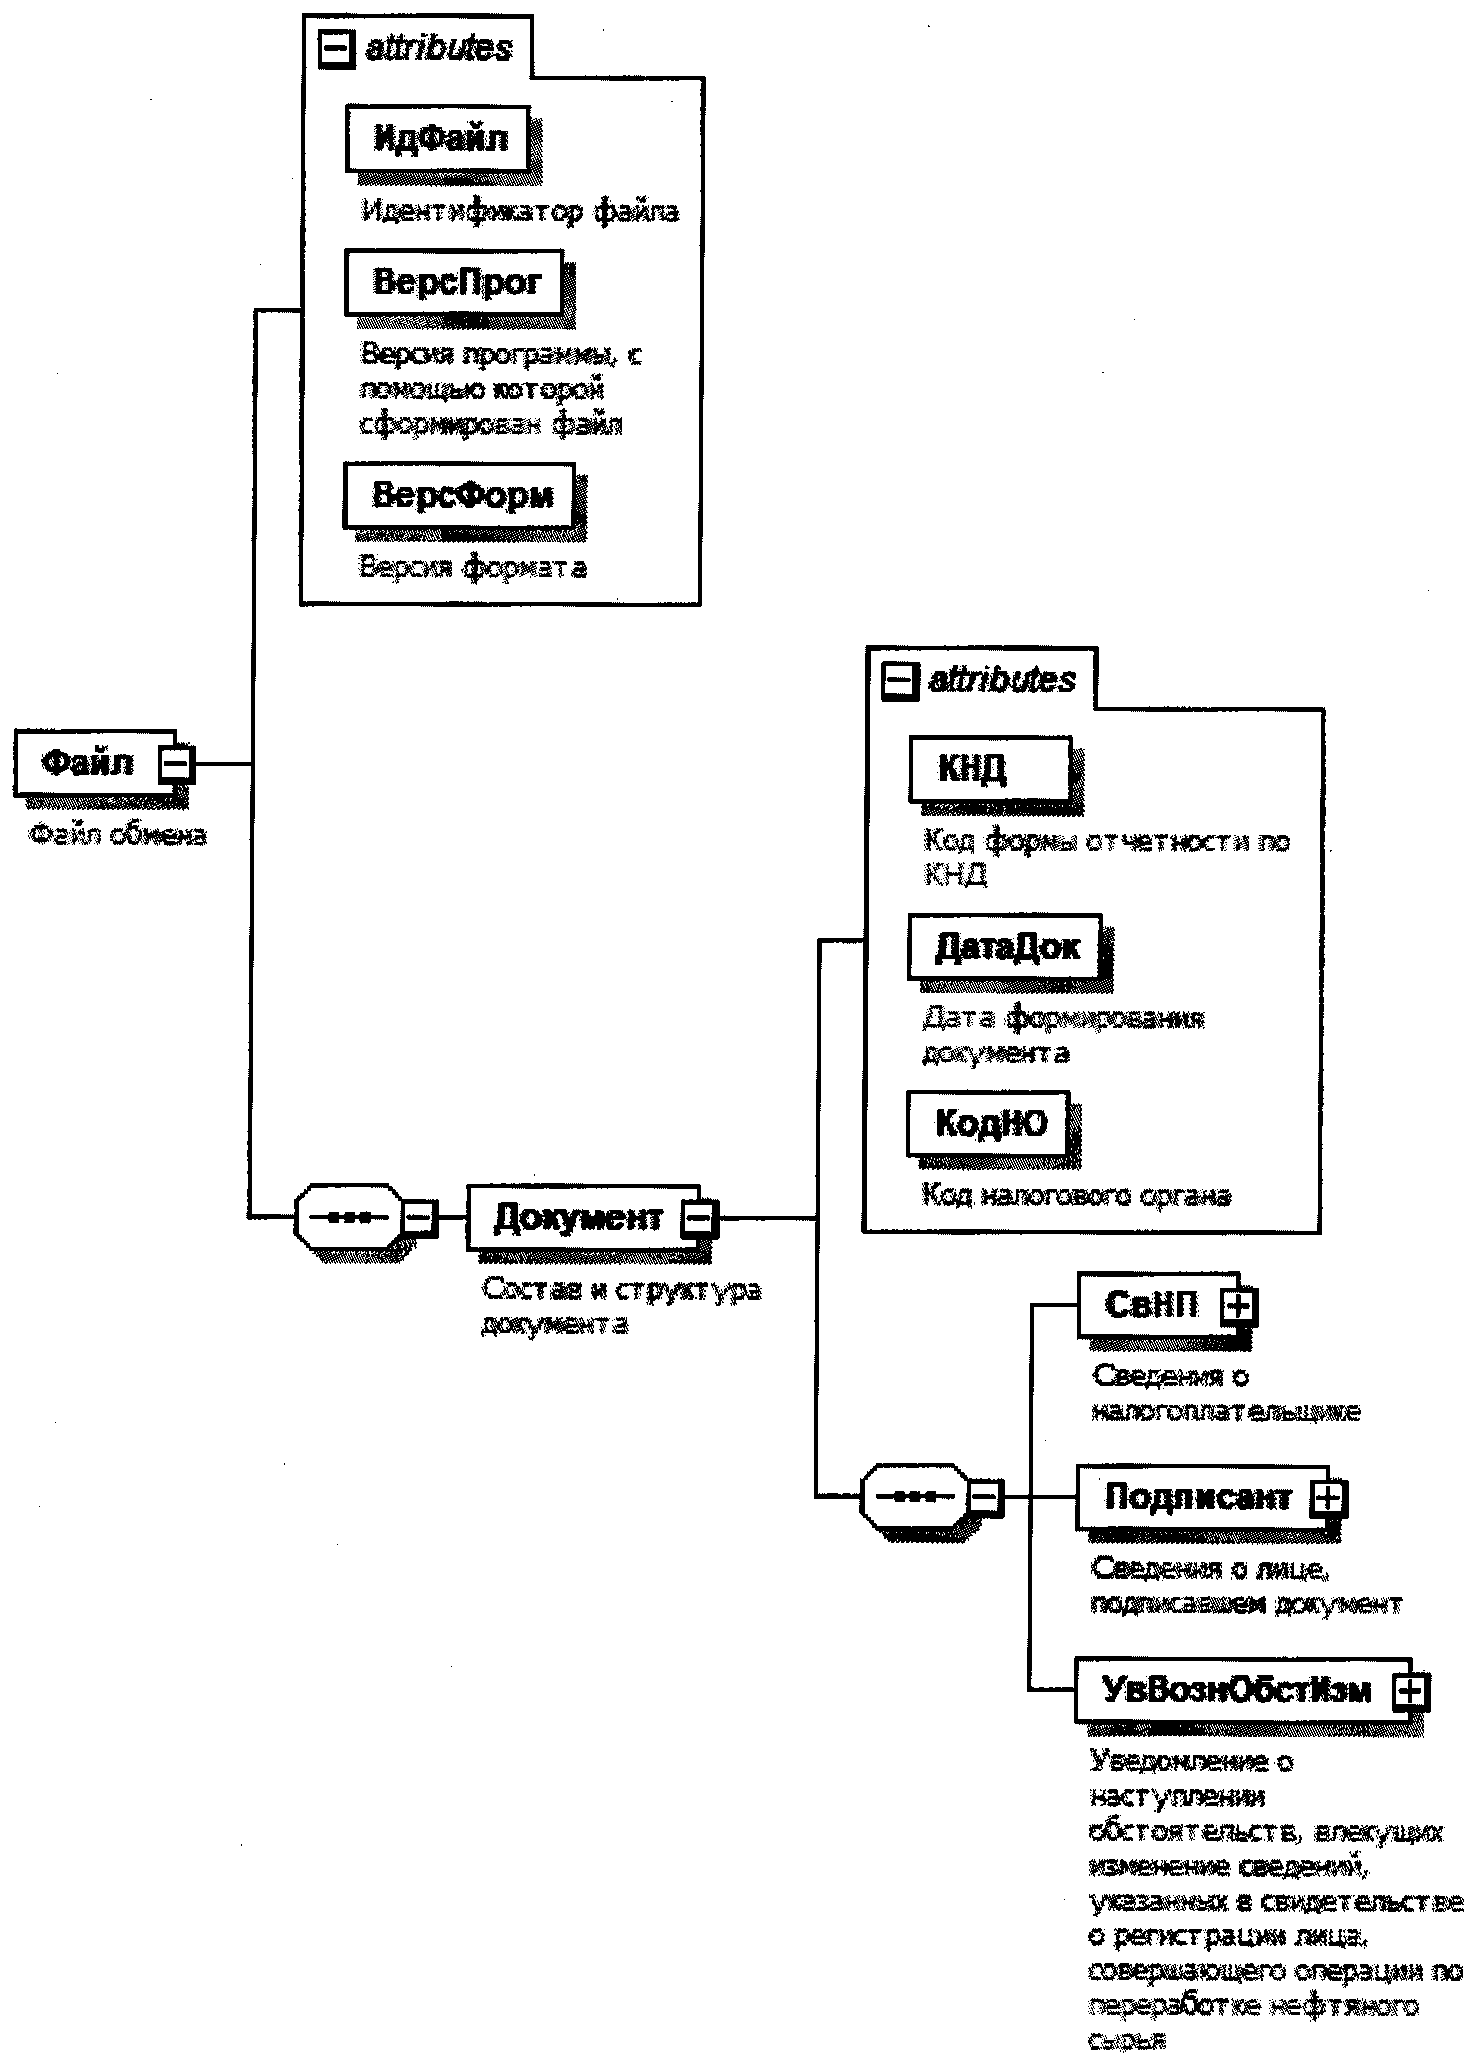 attributes
ИдФайл
Идентификатор файла
ВерсПрог
Версия программы, с
помощью которой
сформирован файл
ВерсФорм
Версия формата
Файл
Файл обмена
attributes
КНД
Код формы отчетности по
КНД
ДатаДок
Дата формирования
документа
КодНО
Код налогового органа
Документ
Состав и структура
документа
СвНП
Сведения о
налогоплательщике
Подписант
Сведения о лице,
подписавшем документ
УвВознОбстИзм
Уведомление о
наступлении
обстоятельств, влекущих
изменение сведений,
указанных в свидетельстве
о регистрации лица,
совершающего операции по
переработке нефтяного
сырья